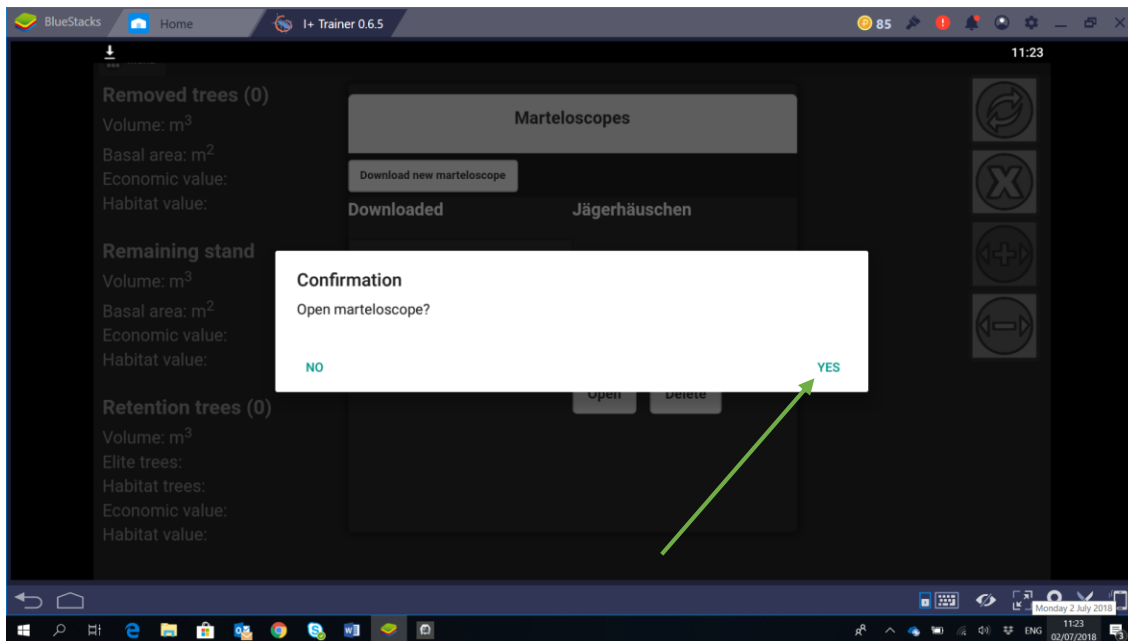 BlueStacks
Home
I+ Trainer 0.6.5
85
11:23
Removed trees (0)
Volume: m³
Basal area: m²
Economic value:
Habitat value:
Remaining stand
Volume: m³
Basal area: m²
Economic value:
Habitat value:
Retention trees (0)
Volume: m³
Elite trees:
Habitat trees:
Economic value:
Habitat value:
Marteloscopes
Download new marteloscope
Downloaded
Jägerhäuschen
Confirmation
Open marteloscope?
NO
YES
Open
Delete
Monday 2 July 2018
ENG
11:23
02/07/2018